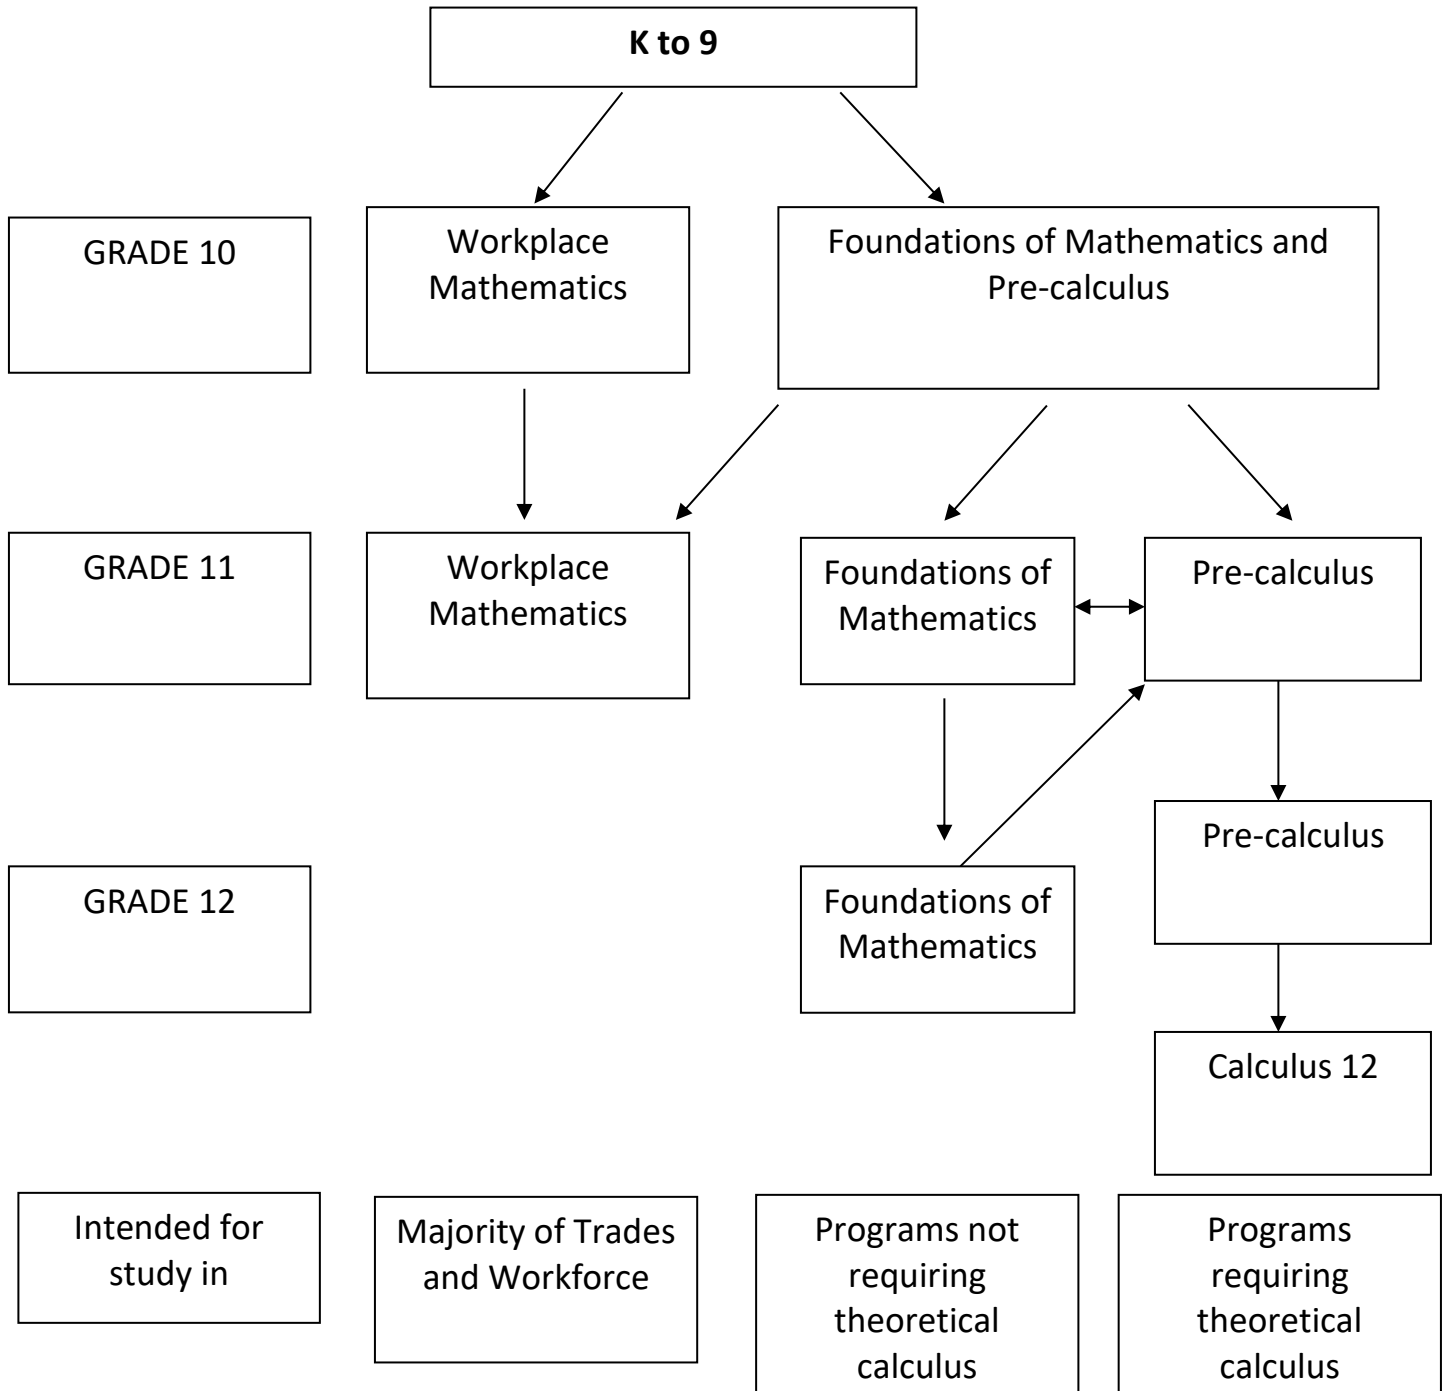 K to 9
GRADE 10
Workplace
Mathematics
Foundations of Mathematics and
Pre-calculus
GRADE 11
Workplace
Mathematics
Foundations of
Mathematics
Pre-calculus
Pre-calculus
GRADE 12
Foundations of
Mathematics
Calculus 12
Intended for
study in
Majority of Trades
and Workforce
Programs not
requiring
theoretical
calculus
Programs
requiring
theoretical
calculus